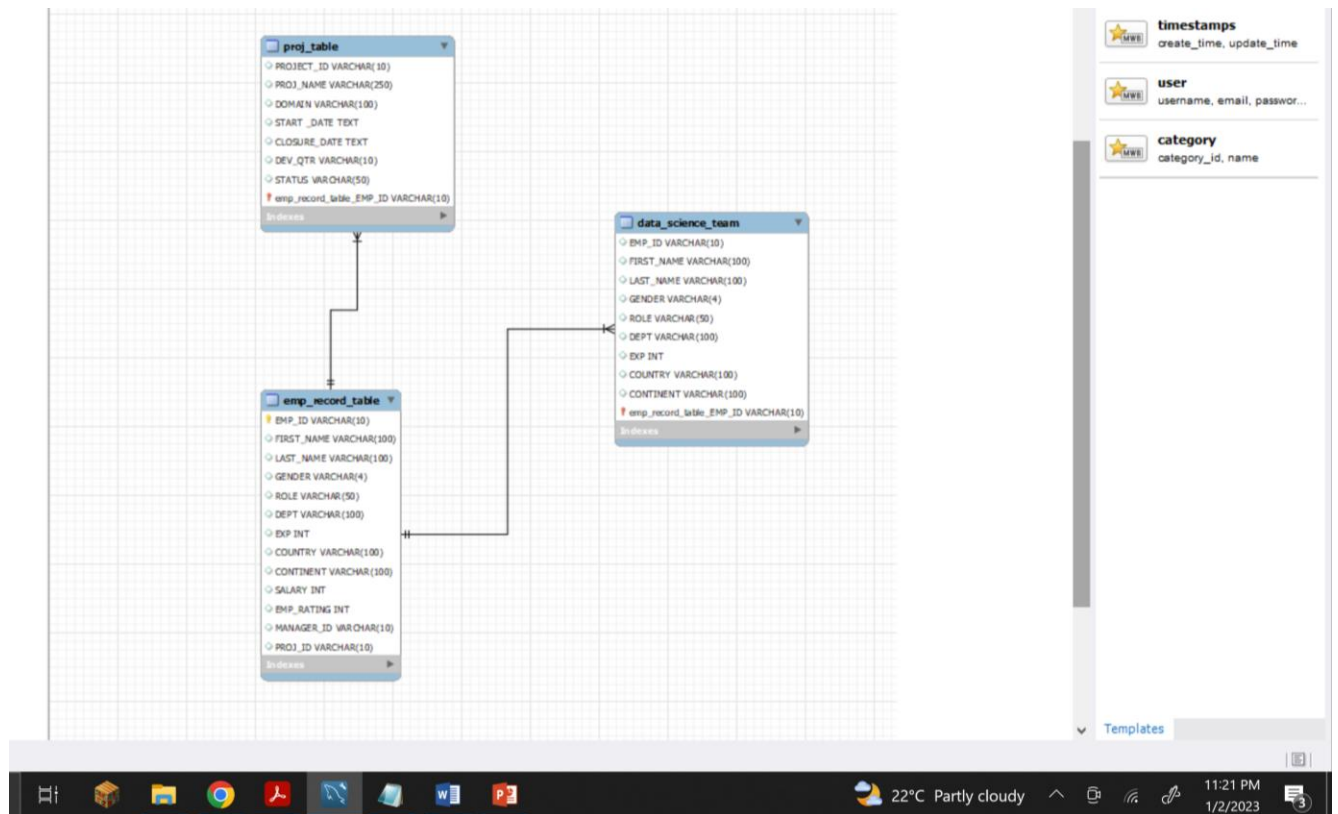 proj_table
PROJECT_ID VARCHAR(10)
PROJ_NAME VARCHAR(250)
DOMAIN VARCHAR(100)
START _DATE TEXT
CLOSURE_DATE TEXT
DEV_QTR VARCHAR(10)
STATUS VARCHAR(50)
emp_record_table_EMP_ID VARCHAR(10)
Indexes
data_science_team
EMP_ID VARCHAR(10)
FIRST_NAME VARCHAR(100)
LAST_NAME VARCHAR(100)
GENDER VARCHAR(4)
ROLE VARCHAR(50)
DEPT VARCHAR(100)
EXP INT
COUNTRY VARCHAR(100)
CONTINENT VARCHAR(100)
emp_record_table_EMP_ID VARCHAR(10)
Indexes
emp_record_table
EMP_ID VARCHAR(10)
FIRST_NAME VARCHAR(100)
LAST_NAME VARCHAR(100)
GENDER VARCHAR(4)
ROLE VARCHAR(50)
DEPT VARCHAR(100)
EXP INT
COUNTRY VARCHAR(100)
CONTINENT VARCHAR(100)
SALARY INT
EMP_RATING INT
MANAGER_ID VARCHAR(10)
PROJ_ID VARCHAR(10)
Indexes
MWB
timestamps
create_time, update_time
MWB
user
username, email, passwor...
MWB
category
category_id, name
Templates
22°C Partly cloudy
11:21 PM
1/2/2023
3